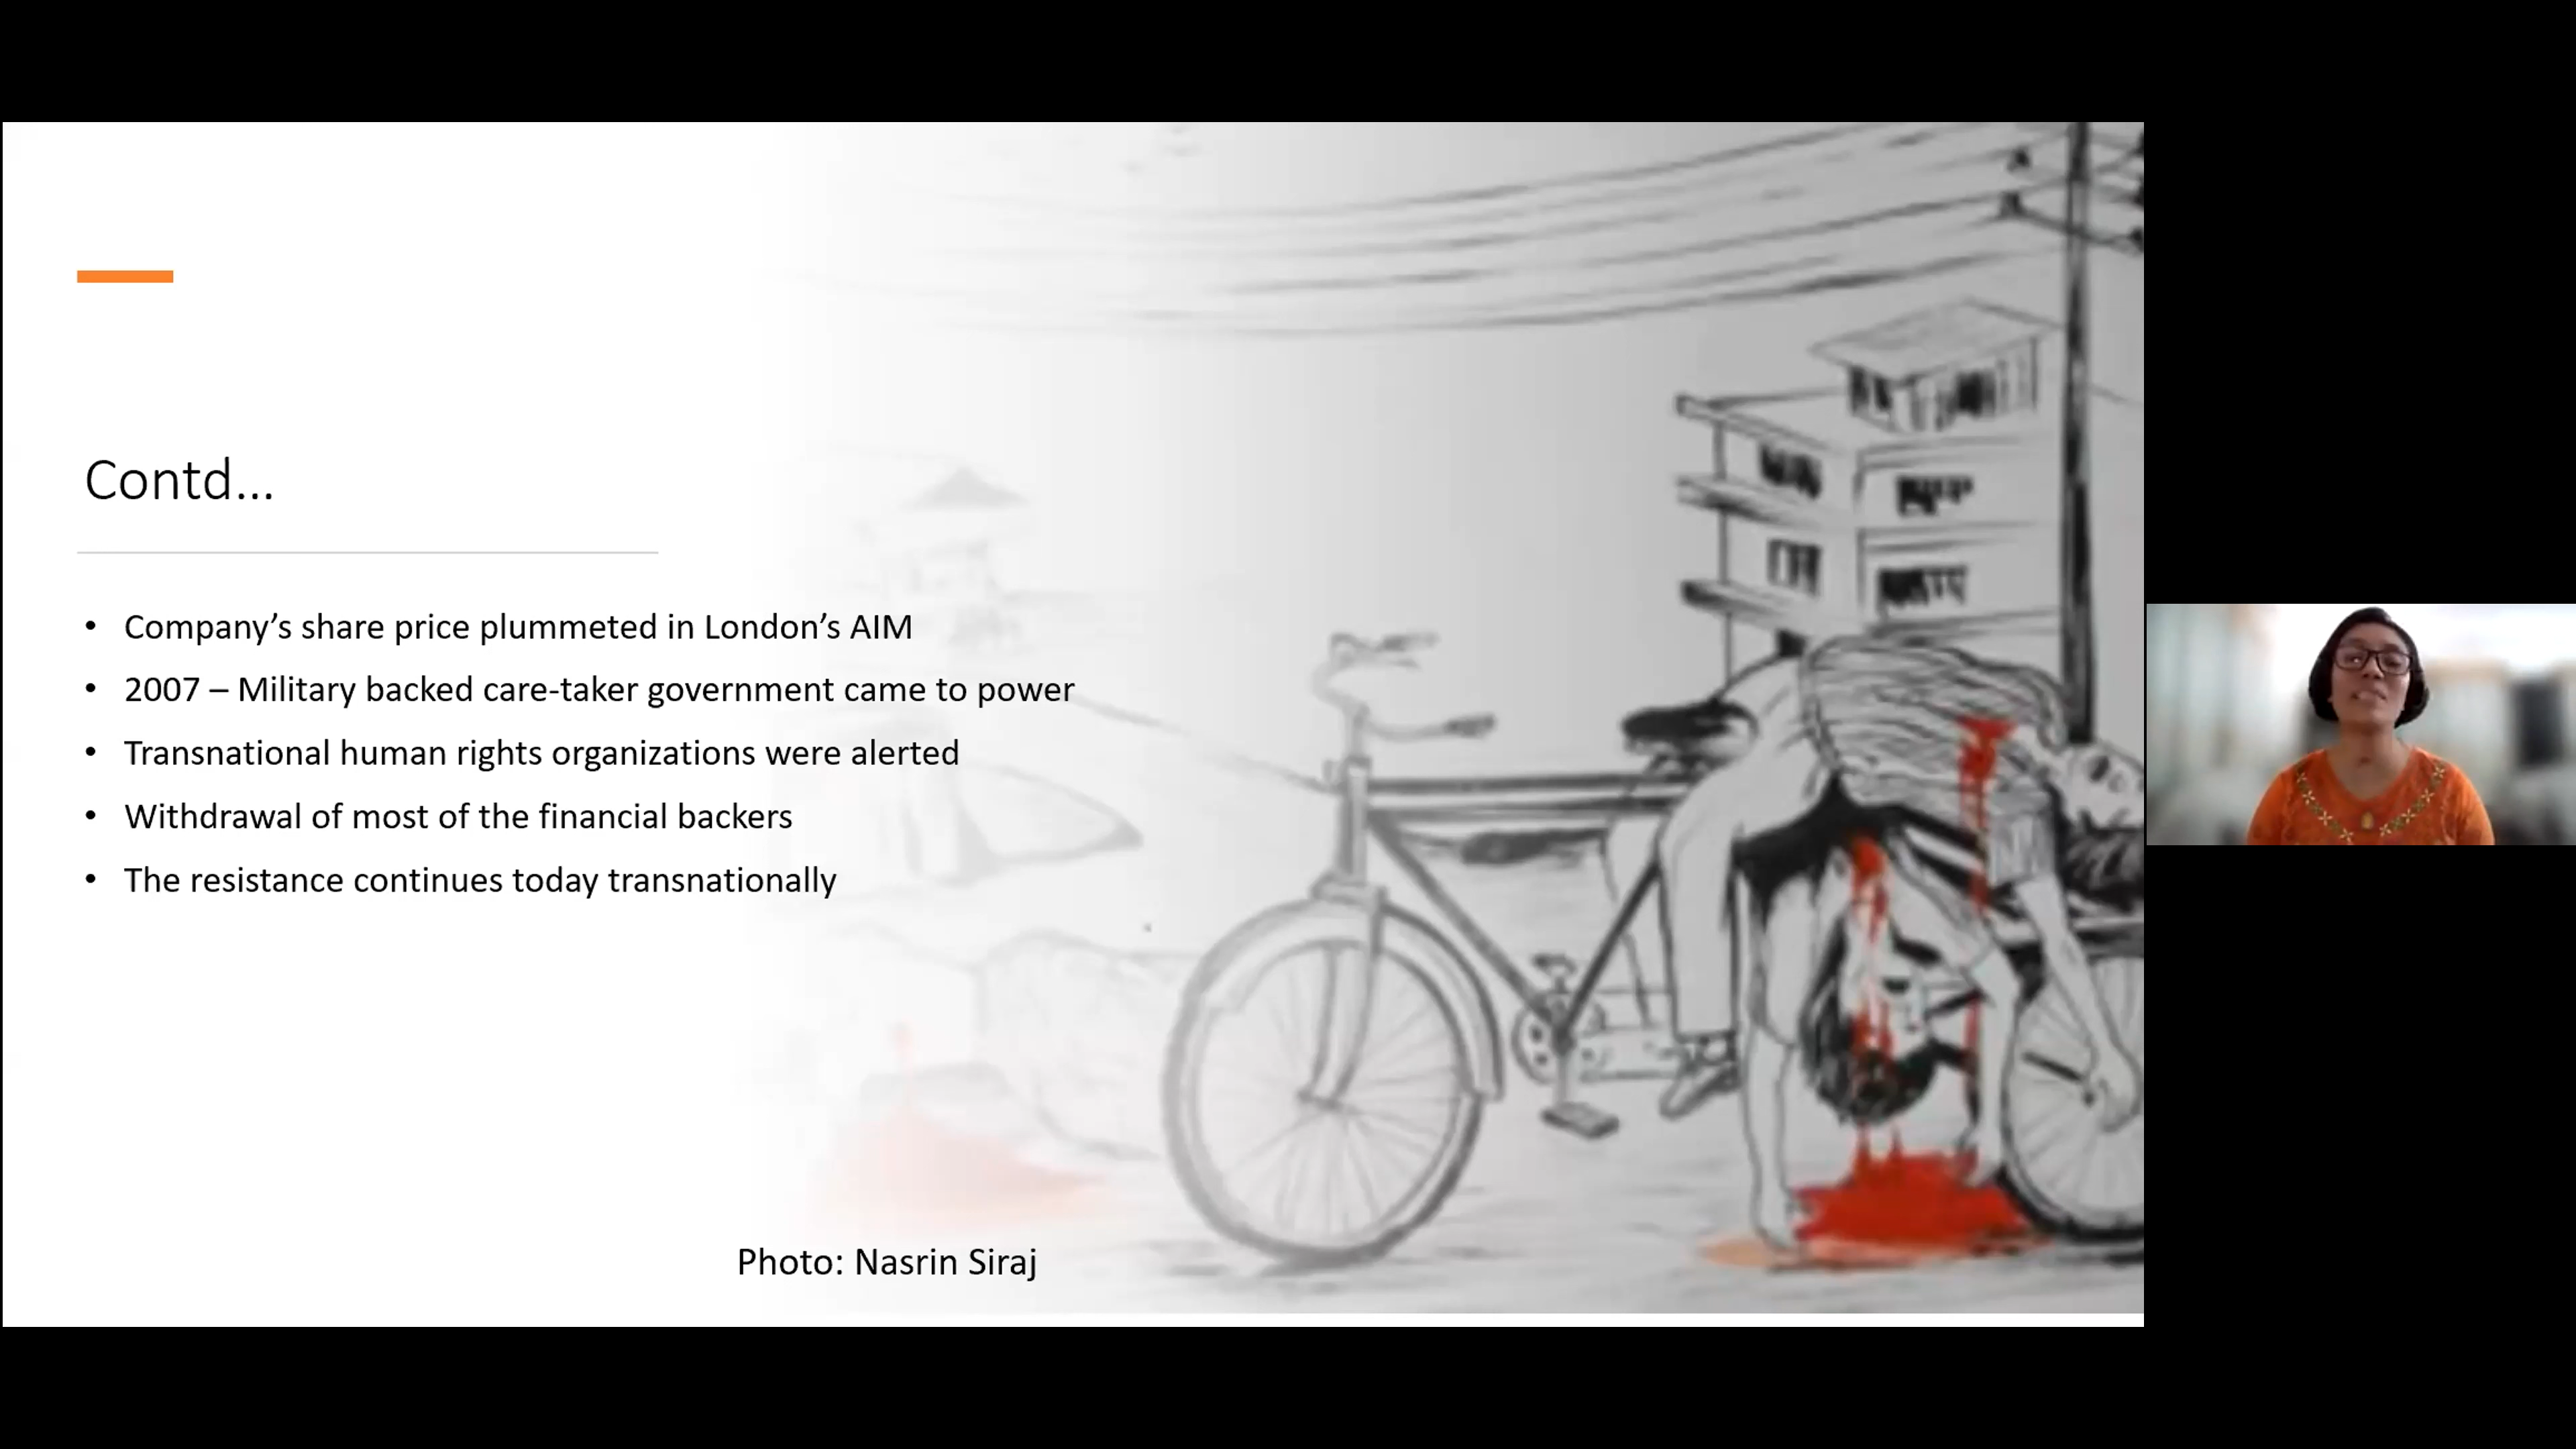 Contd...
• Company’s share price plummeted in London’s AIM
• 2007 – Military backed care-taker government came to power
• Transnational human rights organizations were alerted
• Withdrawal of most of the financial backers
• The resistance continues today transnationally
Photo: Nasrin Siraj